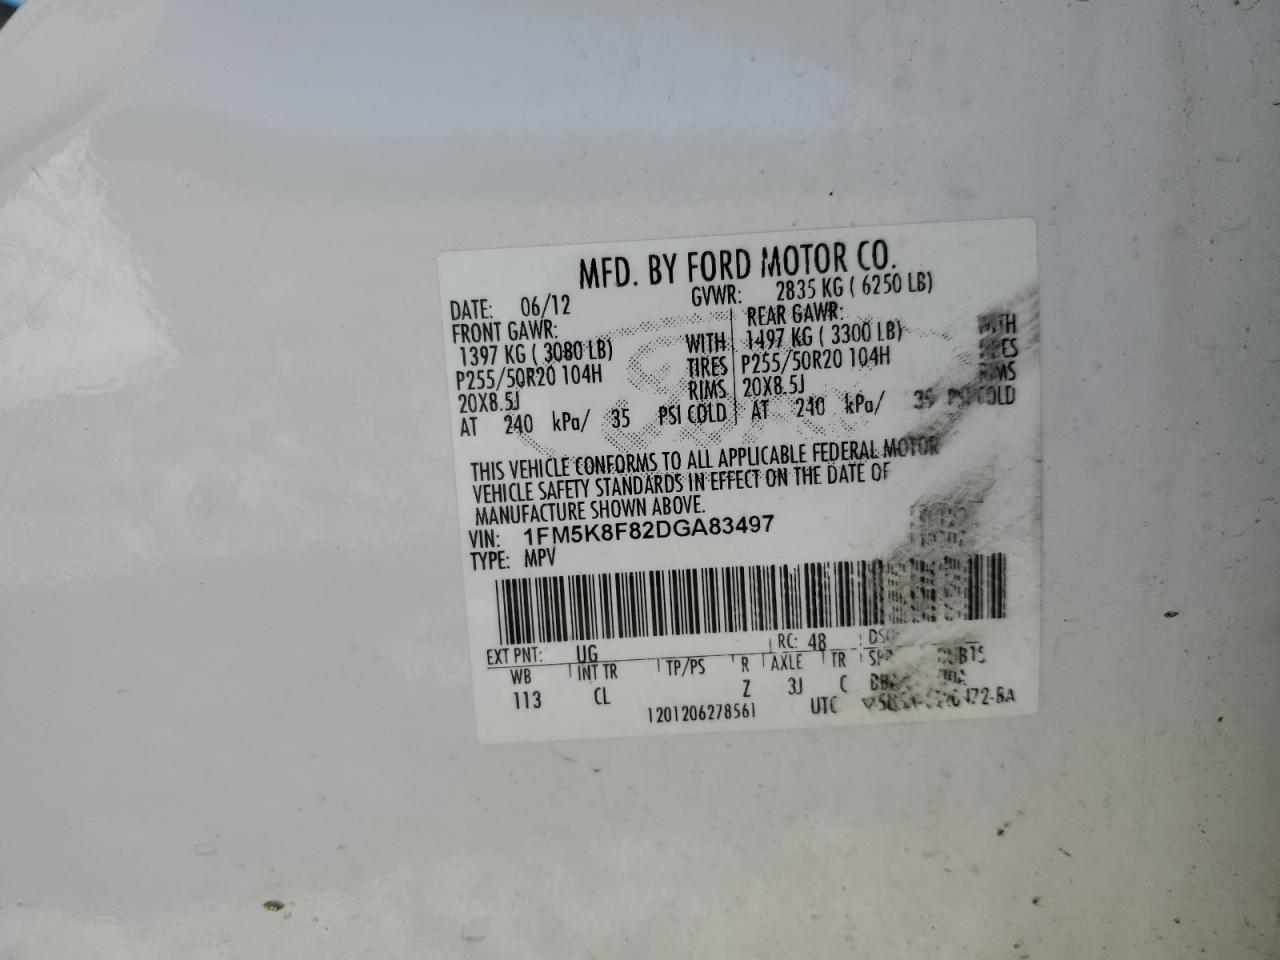 MFD. BY FORD MOTOR CO.
DATE: 06/12 GVWR: 2835 KG ( 6250 LB)
FRONT GAWR: REAR GAWR:
1397 KG ( 3080 LB) WITH 1497 KG ( 3300 LB) WITH
P255/50R20 104H TIRES P255/50R20 104H
20X8.5J RIMS 20X8.5J RIMS
AT 240 kPa/ 35 PSI COLD AT 240 kPa/ 35 PSI COLD
THIS VEHICLE CONFORMS TO ALL APPLICABLE FEDERAL MOTOR
VEHICLE SAFETY STANDARDS IN EFFECT ON THE DATE OF
MANUFACTURE SHOWN ABOVE.
VIN: 1FM5K8F82DGA83497
TYPE: MPV
EXT PNT: UG RC: 48
WB INT TR TP/PS R AXLE TR
113 CL Z 3J C
1201206278561 UTC